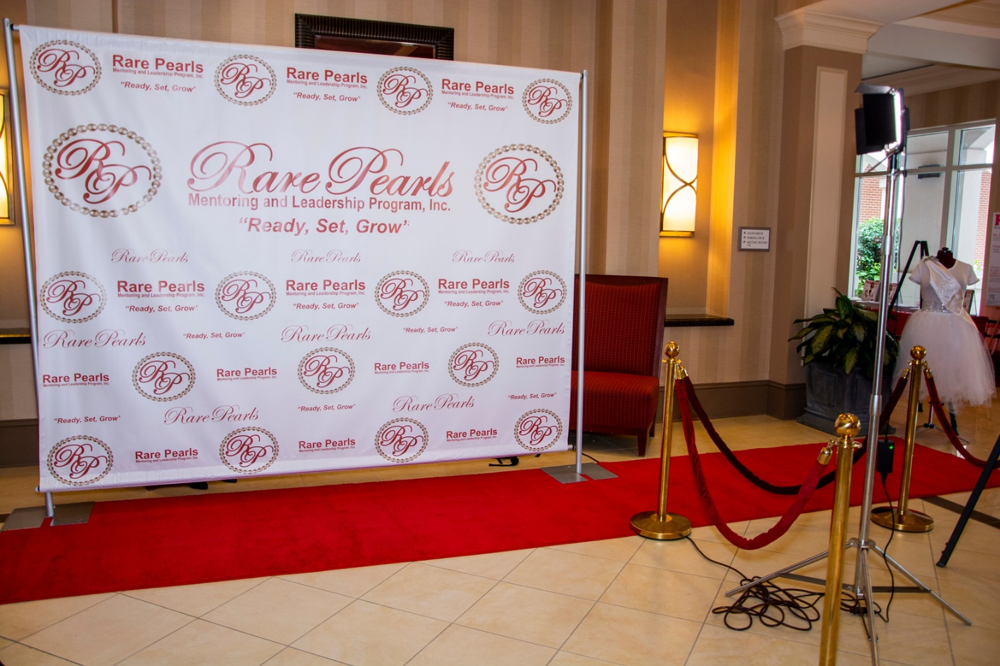 RP Rare Pearls RP Rare Pearls RP Rare Pearls RP
Mentoring and Leadership Program, Inc. Mentoring and Leadership Program, Inc. Mentoring and Leadership Program, Inc.
"Ready, Set, Grow' "Ready, Set, Grow' "Ready, Set, Grow'
RP Rare Pearls RP
Mentoring and Leadership Program, Inc.
"Ready, Set, Grow'
Rare Pearls Rare Pearls Rare Pearls
RP Rare Pearls RP Rare Pearls RP Rare Pearls RP
Mentoring and Leadership Program, Inc. Mentoring and Leadership Program, Inc. Mentoring and Leadership Program, Inc.
"Ready, Set, Grow' "Ready, Set, Grow' "Ready, Set, Grow'
Rare Pearls "Ready, Set, Grow' Rare Pearls "Ready, Set, Grow' Rare Pearls
Rare Pearls RP Rare Pearls RP Rare Pearls RP Rare Pearls
Mentoring and Leadership Program, Inc. Mentoring and Leadership Program, Inc. Mentoring and Leadership Program, Inc. Mentoring and Leadership Program, Inc.
"Ready, Set, Grow' Rare Pearls "Ready, Set, Grow' Rare Pearls "Ready, Set, Grow'
RP Rare Pearls RP Rare Pearls RP Rare Pearls RP
Mentoring and Leadership Program, Inc. Mentoring and Leadership Program, Inc. Mentoring and Leadership Program, Inc.
AUDITORIUM
PARKING DECK
MEETING ROOMS